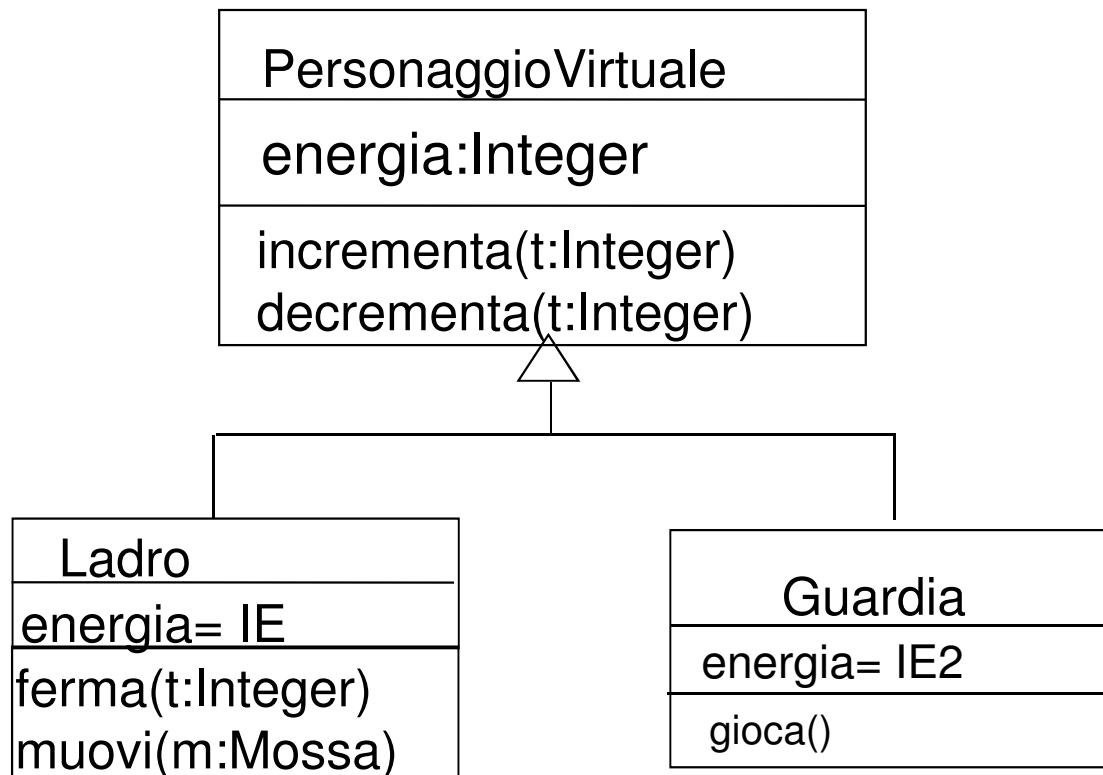 PersonaggioVirtuale
energia:Integer
incrementa(t:Integer)
decrementa(t:Integer)
Ladro
energia= IE
ferma(t:Integer)
muovi(m:Mossa)
Guardia
energia= IE2
gioca()